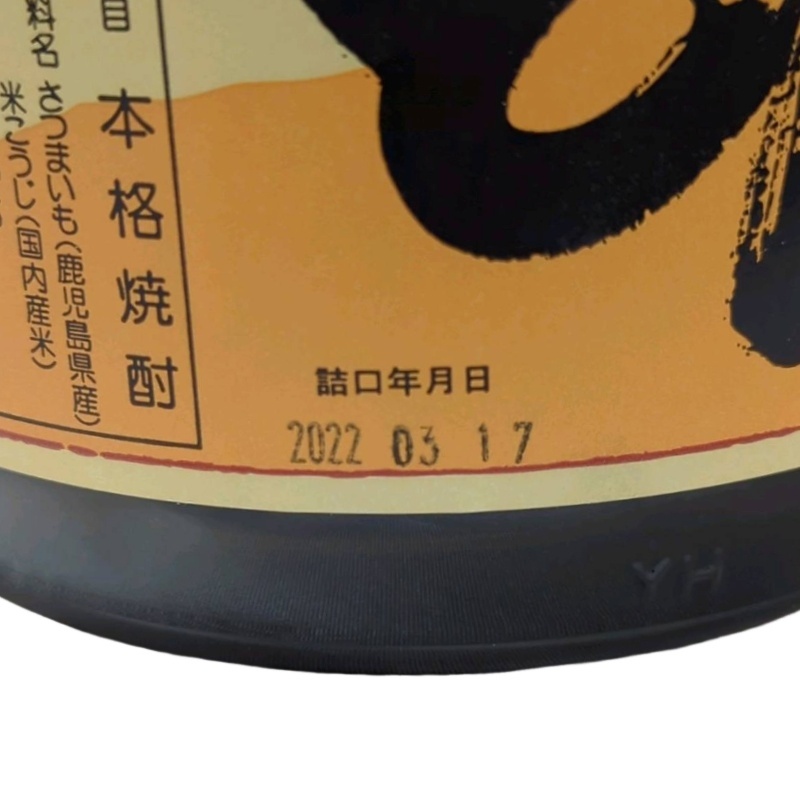 目 本格焼酎
料名 さつまいも(鹿児島県産)
米こうじ(国内産米)
詰口年月日
2022 03 17
YH